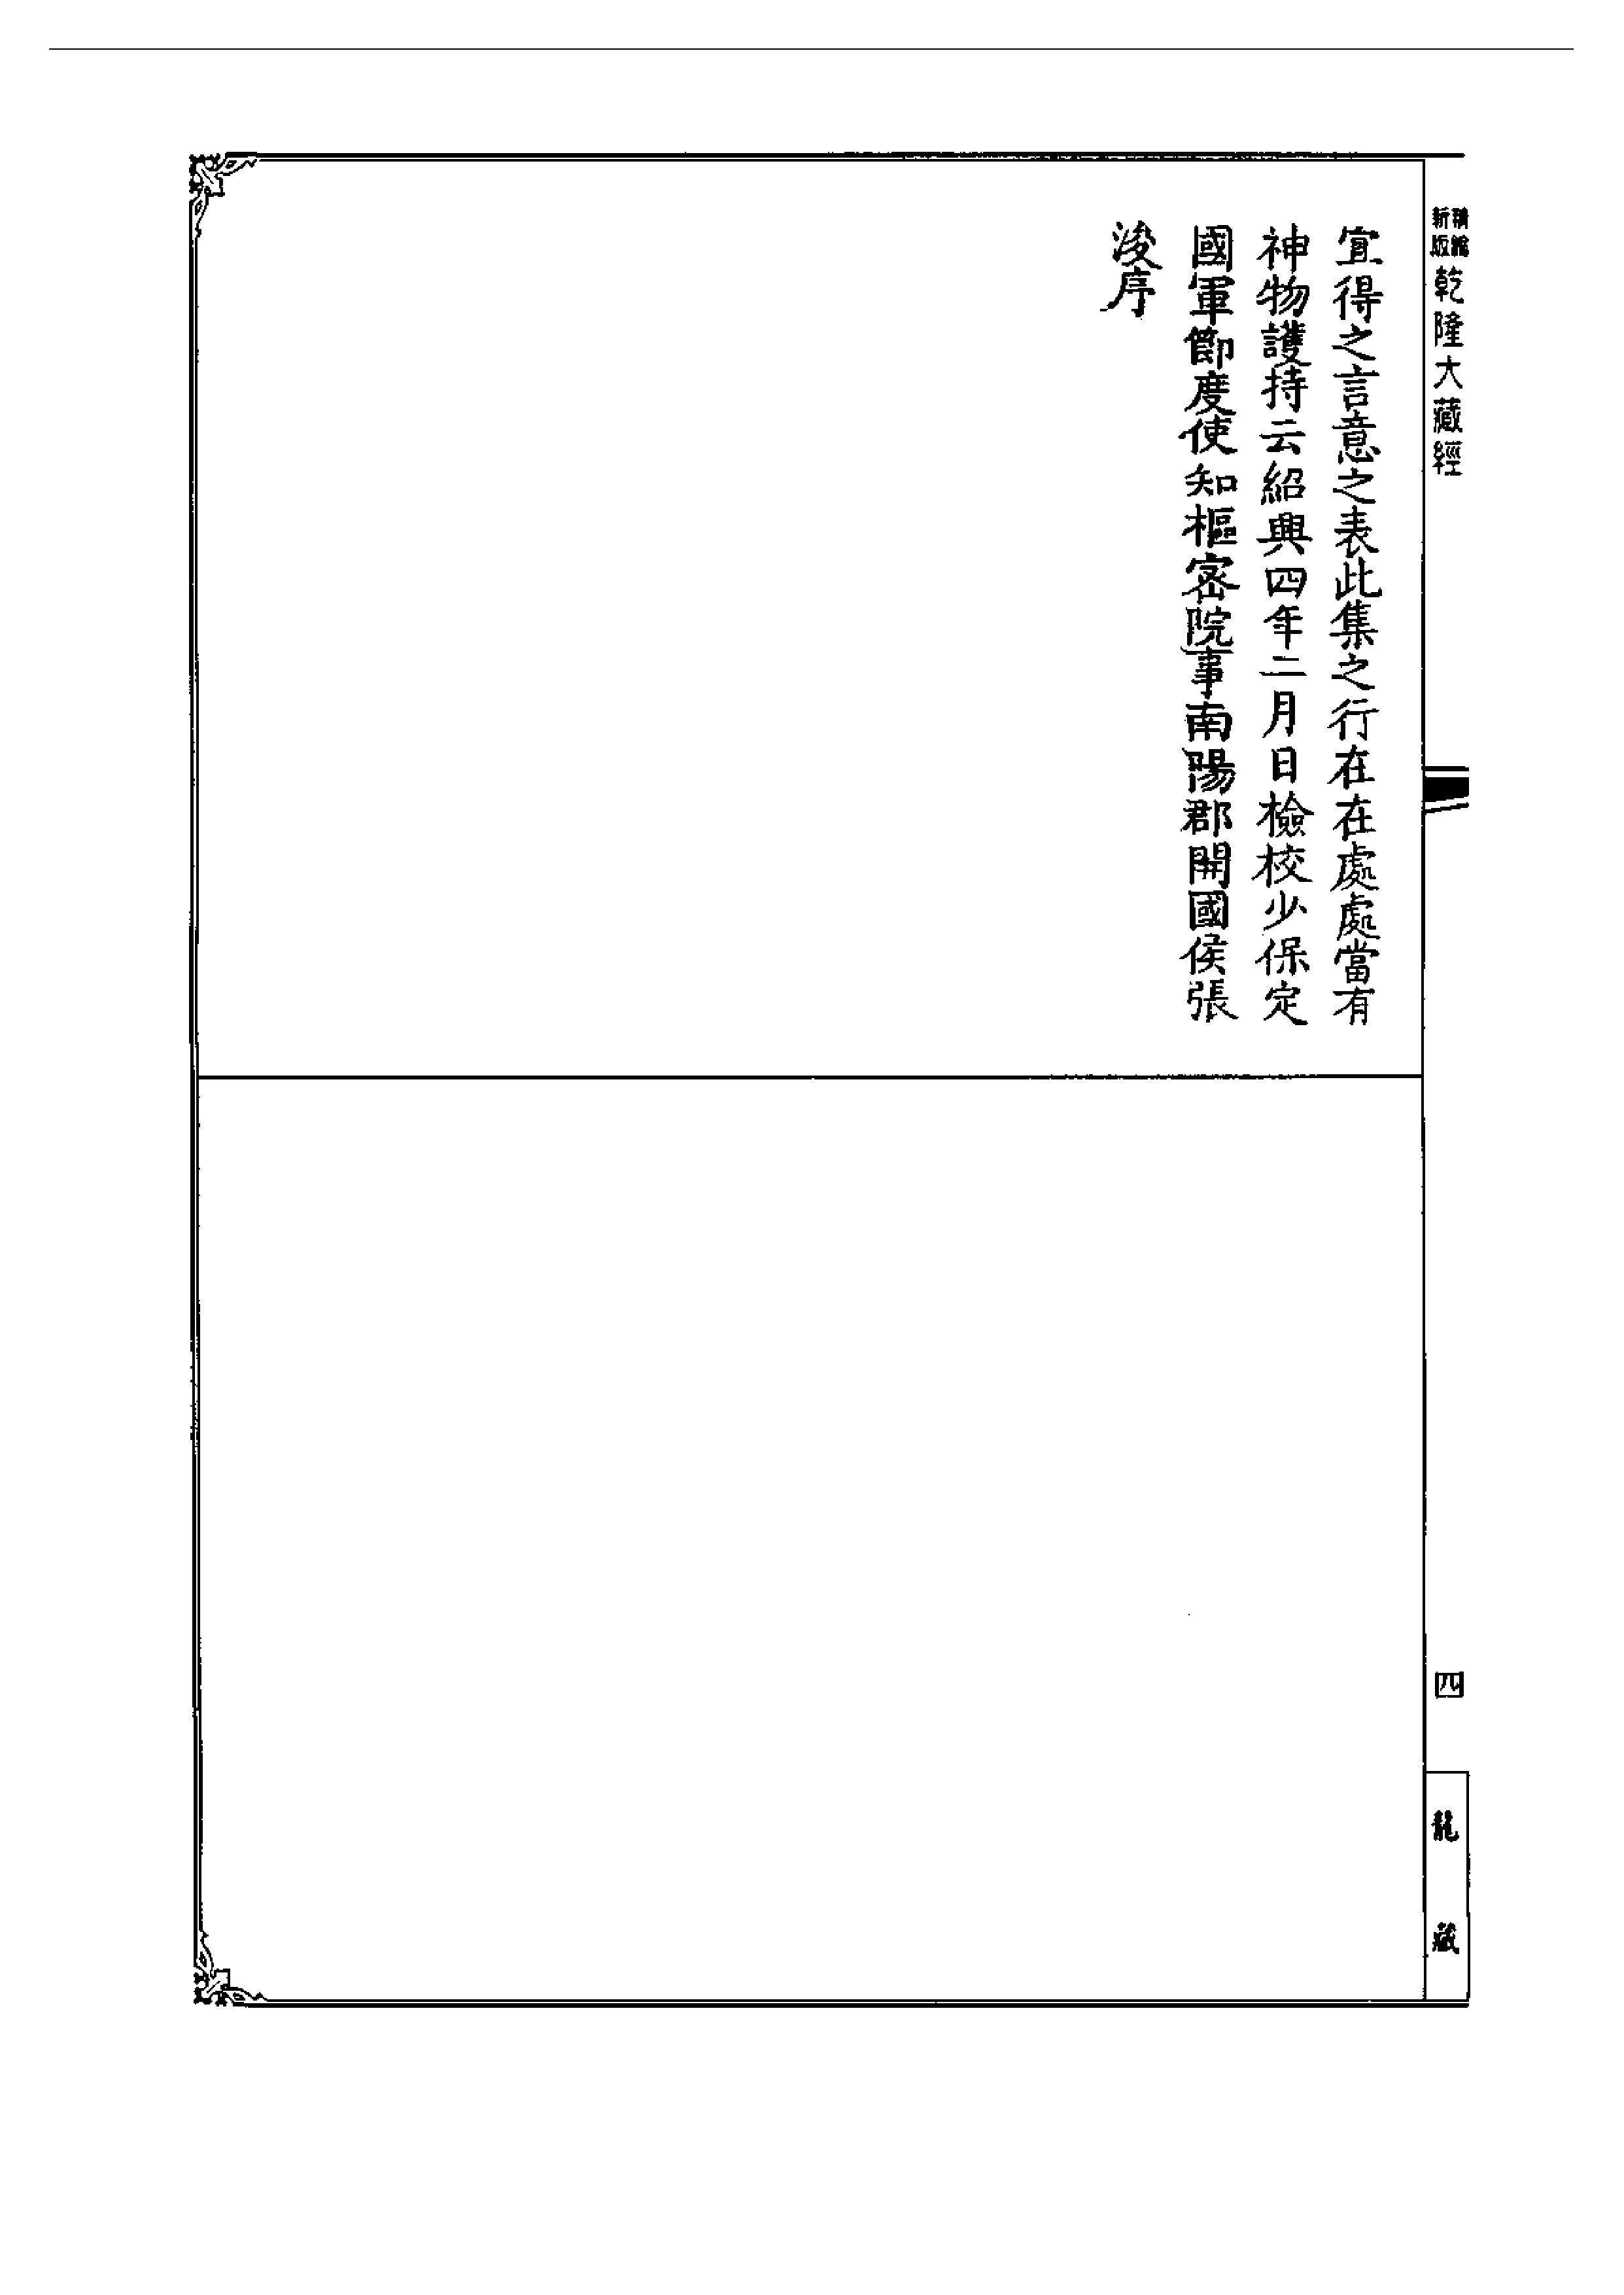 新版精編乾隆大藏經
四
龍藏
宜得之言意之表此集之行在在處處當有
神物護持云紹興四年二月日檢校少保定
國軍節度使知樞密院事南陽郡開國侯張
浚序